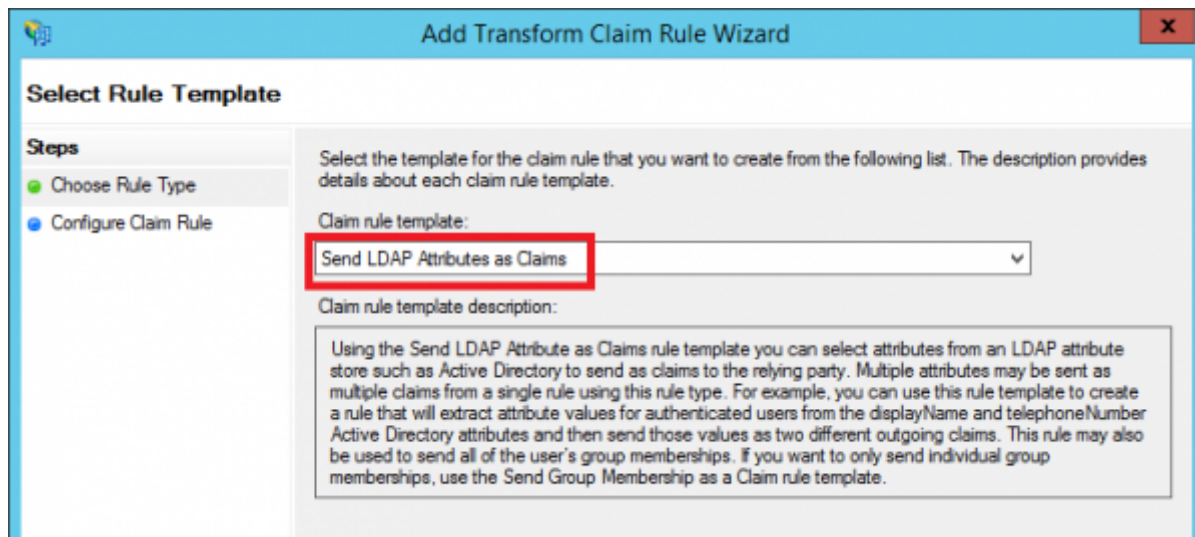 Add Transform Claim Rule Wizard
x
Select Rule Template
Steps
Choose Rule Type
Configure Claim Rule
Select the template for the claim rule that you want to create from the following list. The description provides
details about each claim rule template.
Claim rule template:
Send LDAP Attributes as Claims
Claim rule template description:
Using the Send LDAP Attribute as Claims rule template you can select attributes from an LDAP attribute
store such as Active Directory to send as claims to the relying party. Multiple attributes may be sent as
multiple claims from a single rule using this rule type. For example, you can use this rule template to create
a rule that will extract attribute values for authenticated users from the displayName and telephoneNumber
Active Directory attributes and then send those values as two different outgoing claims. This rule may also
be used to send all of the user's group memberships. If you want to only send individual group
memberships, use the Send Group Membership as a Claim rule template.